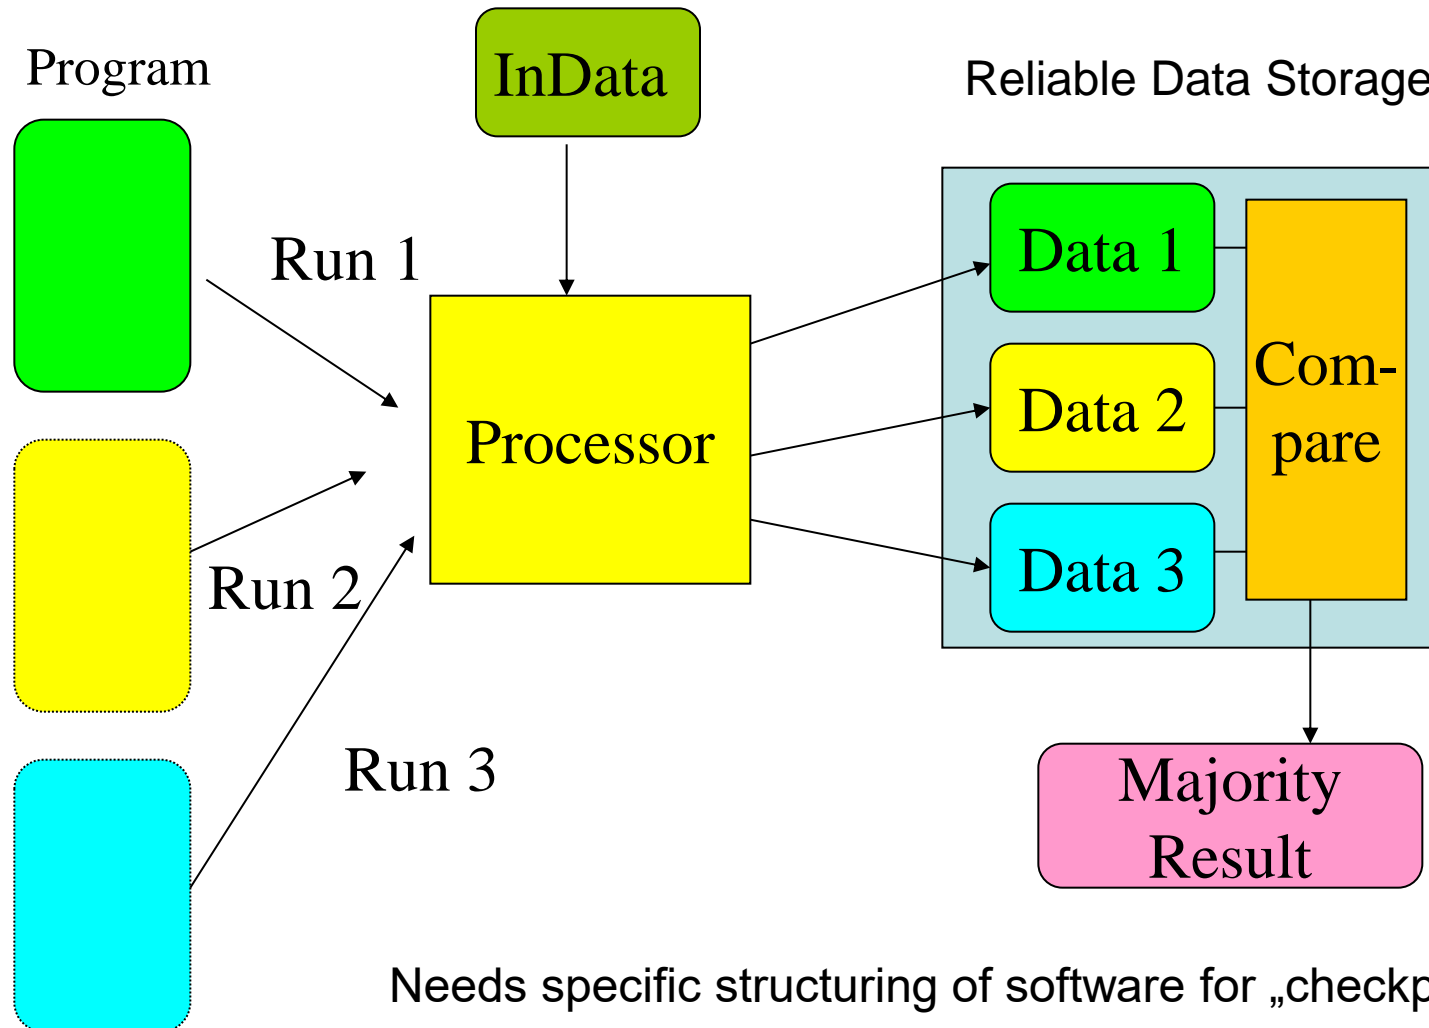 Program
InData
Reliable Data Storage
Run 1
Data 1
Com-
pare
Processor
Data 2
Run 2
Data 3
Run 3
Majority
Result
Needs specific structuring of software for „checkp